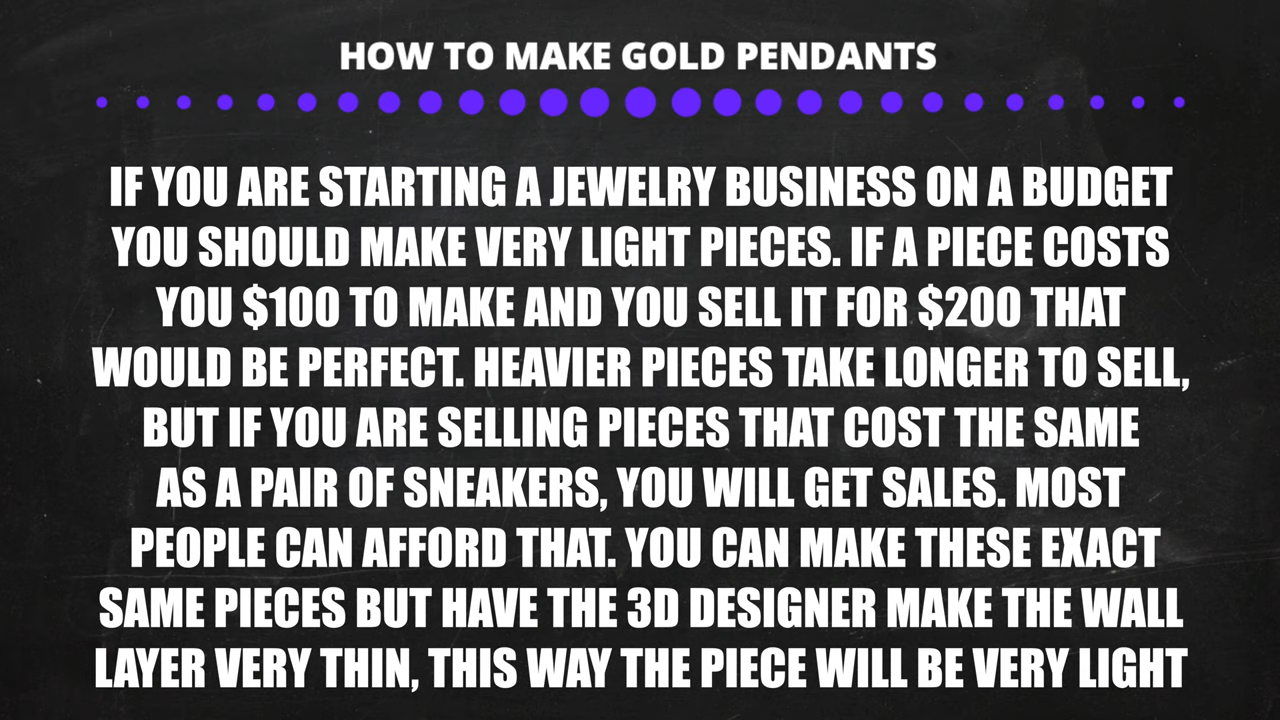 HOW TO MAKE GOLD PENDANTS
IF YOU ARE STARTING A JEWELRY BUSINESS ON A BUDGET
YOU SHOULD MAKE VERY LIGHT PIECES. IF A PIECE COSTS
YOU $100 TO MAKE AND YOU SELL IT FOR $200 THAT
WOULD BE PERFECT. HEAVIER PIECES TAKE LONGER TO SELL,
BUT IF YOU ARE SELLING PIECES THAT COST THE SAME
AS A PAIR OF SNEAKERS, YOU WILL GET SALES. MOST
PEOPLE CAN AFFORD THAT. YOU CAN MAKE THESE EXACT
SAME PIECES BUT HAVE THE 3D DESIGNER MAKE THE WALL
LAYER VERY THIN, THIS WAY THE PIECE WILL BE VERY LIGHT